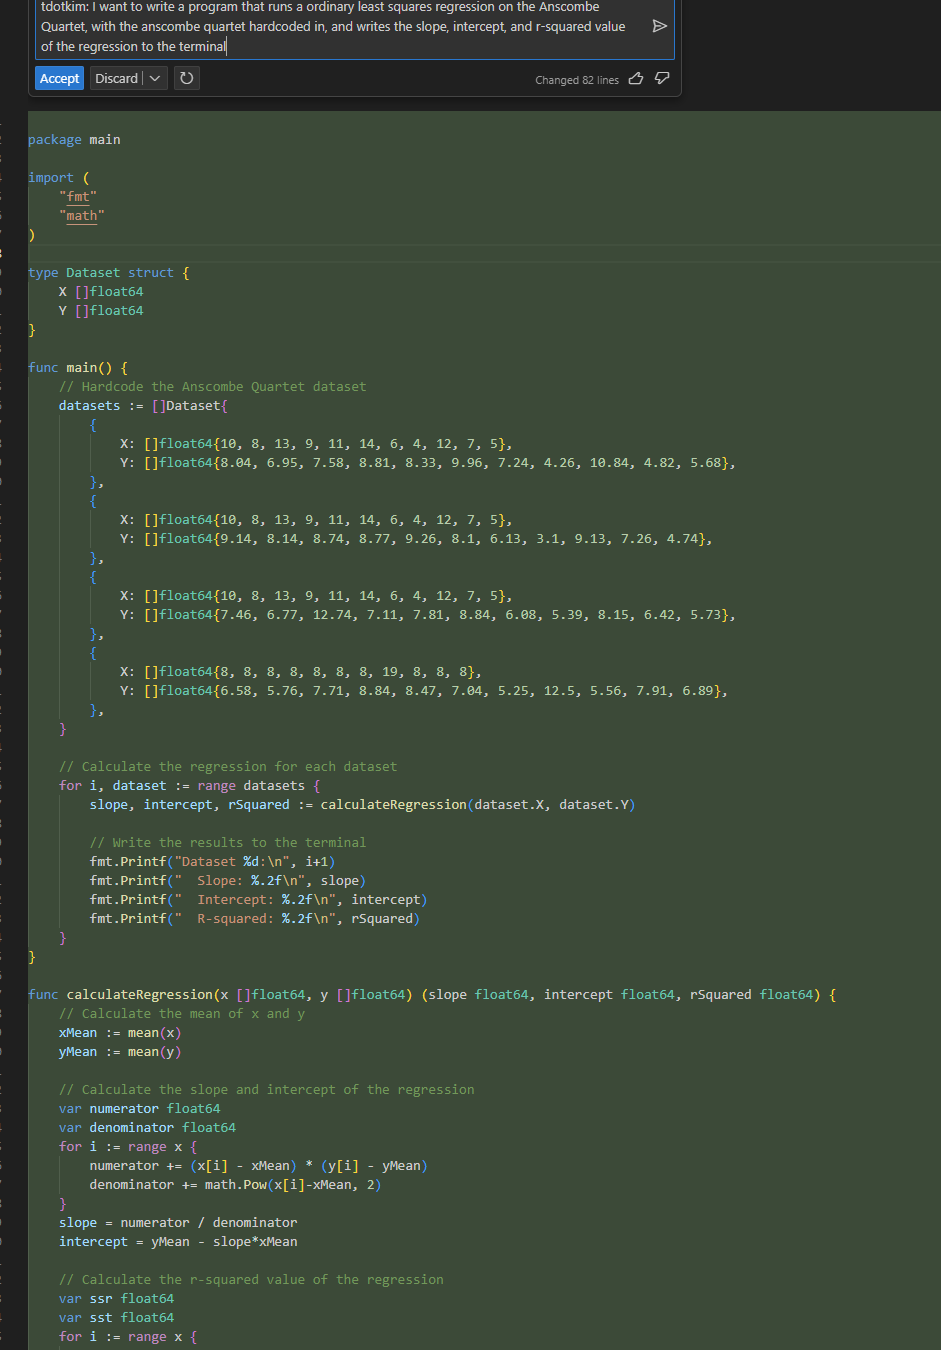 tdotkim: I want to write a program that runs a ordinary least squares regression on the Anscombe
Quartet, with the anscombe quartet hardcoded in, and writes the slope, intercept, and r-squared value
of the regression to the terminal
Accept Discard Changed 82 lines
package main
import (
"fmt"
"math"
)
type Dataset struct {
X []float64
Y []float64
}
func main() {
// Hardcode the Anscombe Quartet dataset
datasets := []Dataset{
{
X: []float64{10, 8, 13, 9, 11, 14, 6, 4, 12, 7, 5},
Y: []float64{8.04, 6.95, 7.58, 8.81, 8.33, 9.96, 7.24, 4.26, 10.84, 4.82, 5.68},
},
{
X: []float64{10, 8, 13, 9, 11, 14, 6, 4, 12, 7, 5},
Y: []float64{9.14, 8.14, 8.74, 8.77, 9.26, 8.1, 6.13, 3.1, 9.13, 7.26, 4.74},
},
{
X: []float64{10, 8, 13, 9, 11, 14, 6, 4, 12, 7, 5},
Y: []float64{7.46, 6.77, 12.74, 7.11, 7.81, 8.84, 6.08, 5.39, 8.15, 6.42, 5.73},
},
{
X: []float64{8, 8, 8, 8, 8, 8, 8, 19, 8, 8, 8},
Y: []float64{6.58, 5.76, 7.71, 8.84, 8.47, 7.04, 5.25, 12.5, 5.56, 7.91, 6.89},
},
}
// Calculate the regression for each dataset
for i, dataset := range datasets {
slope, intercept, rSquared := calculateRegression(dataset.X, dataset.Y)
// Write the results to the terminal
fmt.Printf("Dataset %d:\n", i+1)
fmt.Printf("  Slope: %.2f\n", slope)
fmt.Printf("  Intercept: %.2f\n", intercept)
fmt.Printf("  R-squared: %.2f\n", rSquared)
}
}
func calculateRegression(x []float64, y []float64) (slope float64, intercept float64, rSquared float64) {
// Calculate the mean of x and y
xMean := mean(x)
yMean := mean(y)
// Calculate the slope and intercept of the regression
var numerator float64
var denominator float64
for i := range x {
numerator += (x[i] - xMean) * (y[i] - yMean)
denominator += math.Pow(x[i]-xMean, 2)
}
slope = numerator / denominator
intercept = yMean - slope*xMean
// Calculate the r-squared value of the regression
var ssr float64
var sst float64
for i := range x {